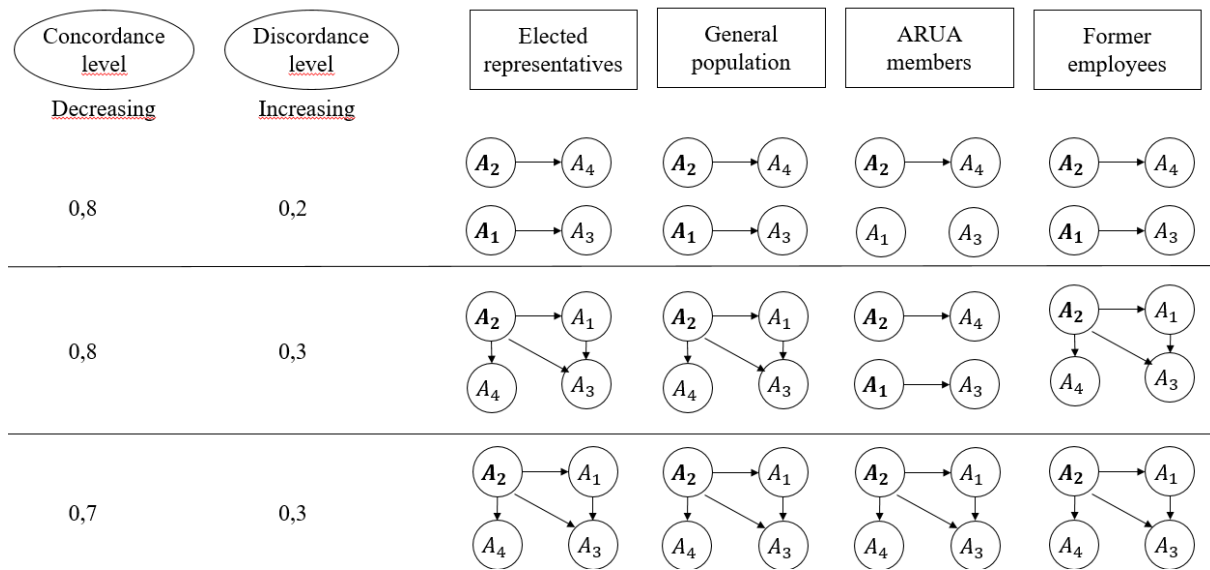 Concordance
level
Discordance
level
Elected
representatives
General
population
ARUA
members
Former
employees
Decreasing
Increasing
A₂ A₄ A₂ A₄ A₂ A₄ A₂ A₄
0,8 0,2
A₁ A₃ A₁ A₃ A₁ A₃ A₁ A₃
A₂ A₁ A₂ A₁ A₂ A₄ A₂ A₁
0,8 0,3
A₄ A₃ A₄ A₃ A₁ A₃ A₄ A₃
A₂ A₁ A₂ A₁ A₂ A₁ A₂ A₁
0,7 0,3
A₄ A₃ A₄ A₃ A₄ A₃ A₄ A₃